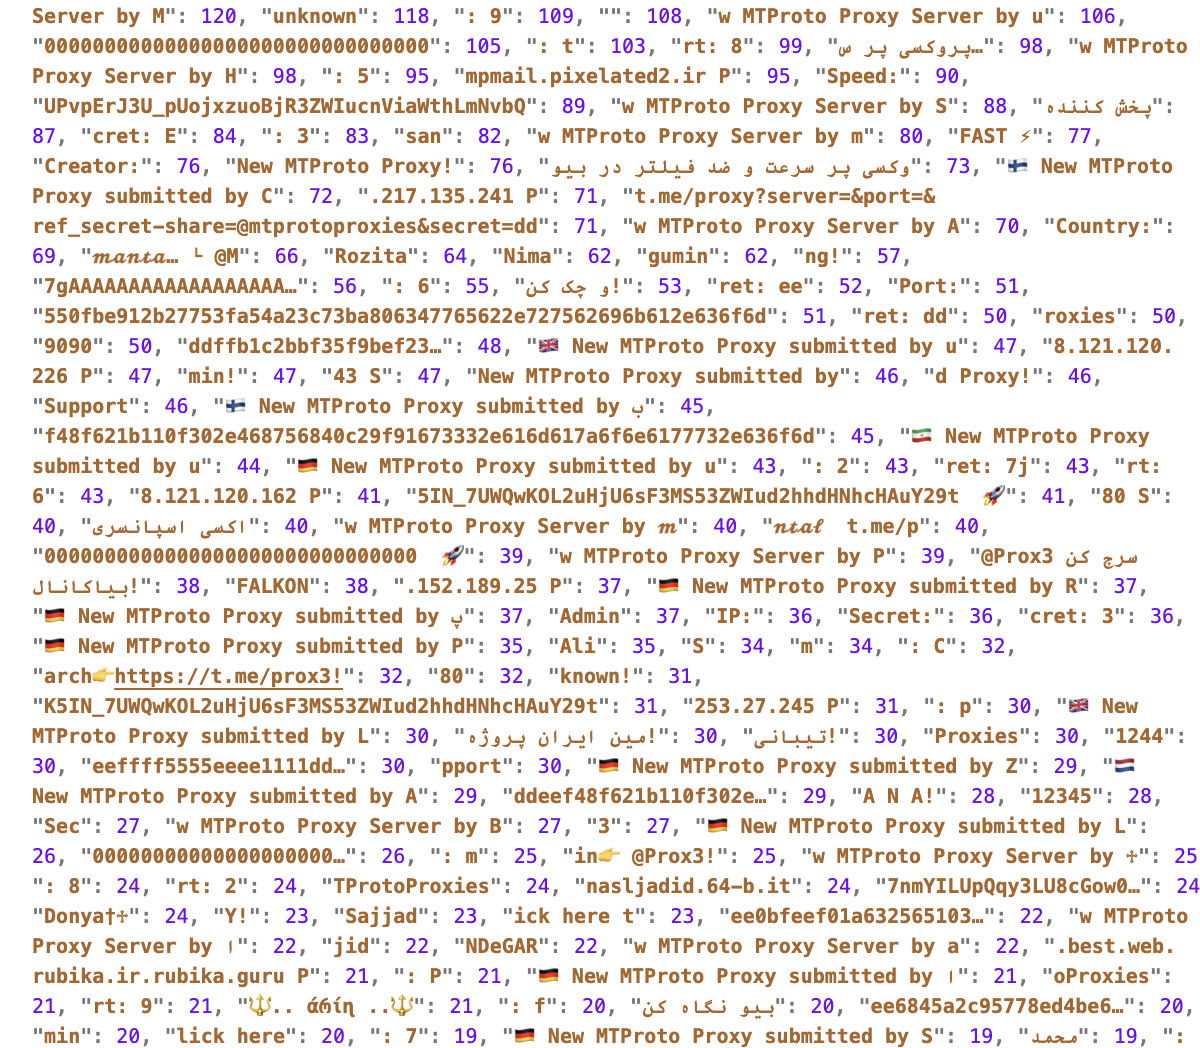 Server by M": 120, "unknown": 118, ": 9": 109, "": 108, "w MTProto Proxy Server by u": 106,
"00000000000000000000000000000000": 105, ": t": 103, "rt: 8": 99, "پروکسی پر س…": 98, "w MTProto
Proxy Server by H": 98, ": 5": 95, "mpmail.pixelated2.ir P": 95, "Speed:": 90,
"UPvpErJ3U_pUojxzuoBjR3ZWIucnViaWthLmNvbQ": 89, "w MTProto Proxy Server by S": 88, "پخش کننده":
87, "cret: E": 84, ": 3": 83, "san": 82, "w MTProto Proxy Server by m": 80, "FAST ⚡": 77,
"Creator:": 76, "New MTProto Proxy!": 76, "وکسی پر سرعت و ضد فیلتر در بیو": 73, "🇫🇮 New MTProto
Proxy submitted by C": 72, ".217.135.241 P": 71, "t.me/proxy?server=&port=&
ref_secret-share=@mtprotoproxies&secret=dd": 71, "w MTProto Proxy Server by A": 70, "Country:":
69, "𝓶𝓪𝓷𝓽𝓪… ╰ @M": 66, "Rozita": 64, "Nima": 62, "gumin": 62, "ng!": 57,
"7gAAAAAAAAAAAAAAAAAA…": 56, ": 6": 55, "و چک کن!": 53, "ret: ee": 52, "Port:": 51,
"550fbe912b27753fa54a23c73ba806347765622e727562696b612e636f6d": 51, "ret: dd": 50, "roxies": 50,
"9090": 50, "ddffb1c2bbf35f9bef23…": 48, "🇬🇧 New MTProto Proxy submitted by u": 47, "8.121.120.
226 P": 47, "min!": 47, "43 S": 47, "New MTProto Proxy submitted by": 46, "d Proxy!": 46,
"Support": 46, "🇫🇮 New MTProto Proxy submitted by ب": 45,
"f48f621b110f302e468756840c29f91673332e616d617a6f6e6177732e636f6d": 45, "🇮🇷 New MTProto Proxy
submitted by u": 44, "🇩🇪 New MTProto Proxy submitted by u": 43, ": 2": 43, "ret: 7j": 43, "rt:
6": 43, "8.121.120.162 P": 41, "5IN_7UWQwKOL2uHjU6sF3MS53ZWIud2hhdHNhcHAuY29t  🚀": 41, "80 S":
40, "اکسی اسپانسری": 40, "w MTProto Proxy Server by 𝓶": 40, "𝓷𝓽𝓪𝓵  t.me/p": 40,
"0000000000000000000000000000000  🚀": 39, "w MTProto Proxy Server by P": 39, "@Prox3 سرچ کن
بیاکانال!": 38, "FALKON": 38, ".152.189.25 P": 37, "🇩🇪 New MTProto Proxy submitted by R": 37,
"🇩🇪 New MTProto Proxy submitted by پ": 37, "Admin": 37, "IP:": 36, "Secret:": 36, "cret: 3": 36,
"🇩🇪 New MTProto Proxy submitted by P": 35, "Ali": 35, "S": 34, "m": 34, ": C": 32,
"arch👉https://t.me/prox3!": 32, "80": 32, "known!": 31,
"K5IN_7UWQwKOL2uHjU6sF3MS53ZWIud2hhdHNhcHAuY29t": 31, "253.27.245 P": 31, ": p": 30, "🇬🇧 New
MTProto Proxy submitted by L": 30, "مین ایران پروژه!": 30, "تیبانی!": 30, "Proxies": 30, "1244":
30, "eeffff5555eeee1111dd…": 30, "pport": 30, "🇩🇪 New MTProto Proxy submitted by Z": 29, "🇳🇱
New MTProto Proxy submitted by A": 29, "ddeef48f621b110f302e…": 29, "A N A!": 28, "12345": 28,
"Sec": 27, "w MTProto Proxy Server by B": 27, "3": 27, "🇩🇪 New MTProto Proxy submitted by L":
26, "00000000000000000000…": 26, ": m": 25, "in👉 @Prox3!": 25, "w MTProto Proxy Server by ♰": 25
": 8": 24, "rt: 2": 24, "TProtoProxies": 24, "nasljadid.64-b.it": 24, "7nmYILUpQqy3LU8cGow0…": 24
"Donya†♰": 24, "Y!": 23, "Sajjad": 23, "ick here t": 23, "ee0bfeef01a632565103…": 22, "w MTProto
Proxy Server by ا": 22, "jid": 22, "NDeGAR": 22, "w MTProto Proxy Server by a": 22, ".best.web.
rubika.ir.rubika.guru P": 21, ": P": 21, "🇩🇪 New MTProto Proxy submitted by ا": 21, "oProxies":
21, "rt: 9": 21, "🔱.. άɾíɳ ..🔱": 21, ": f": 20, "بیو نگاه کن": 20, "ee6845a2c95778ed4be6…": 20,
"min": 20, "lick here": 20, ": 7": 19, "🇩🇪 New MTProto Proxy submitted by S": 19, "محمد": 19, ":